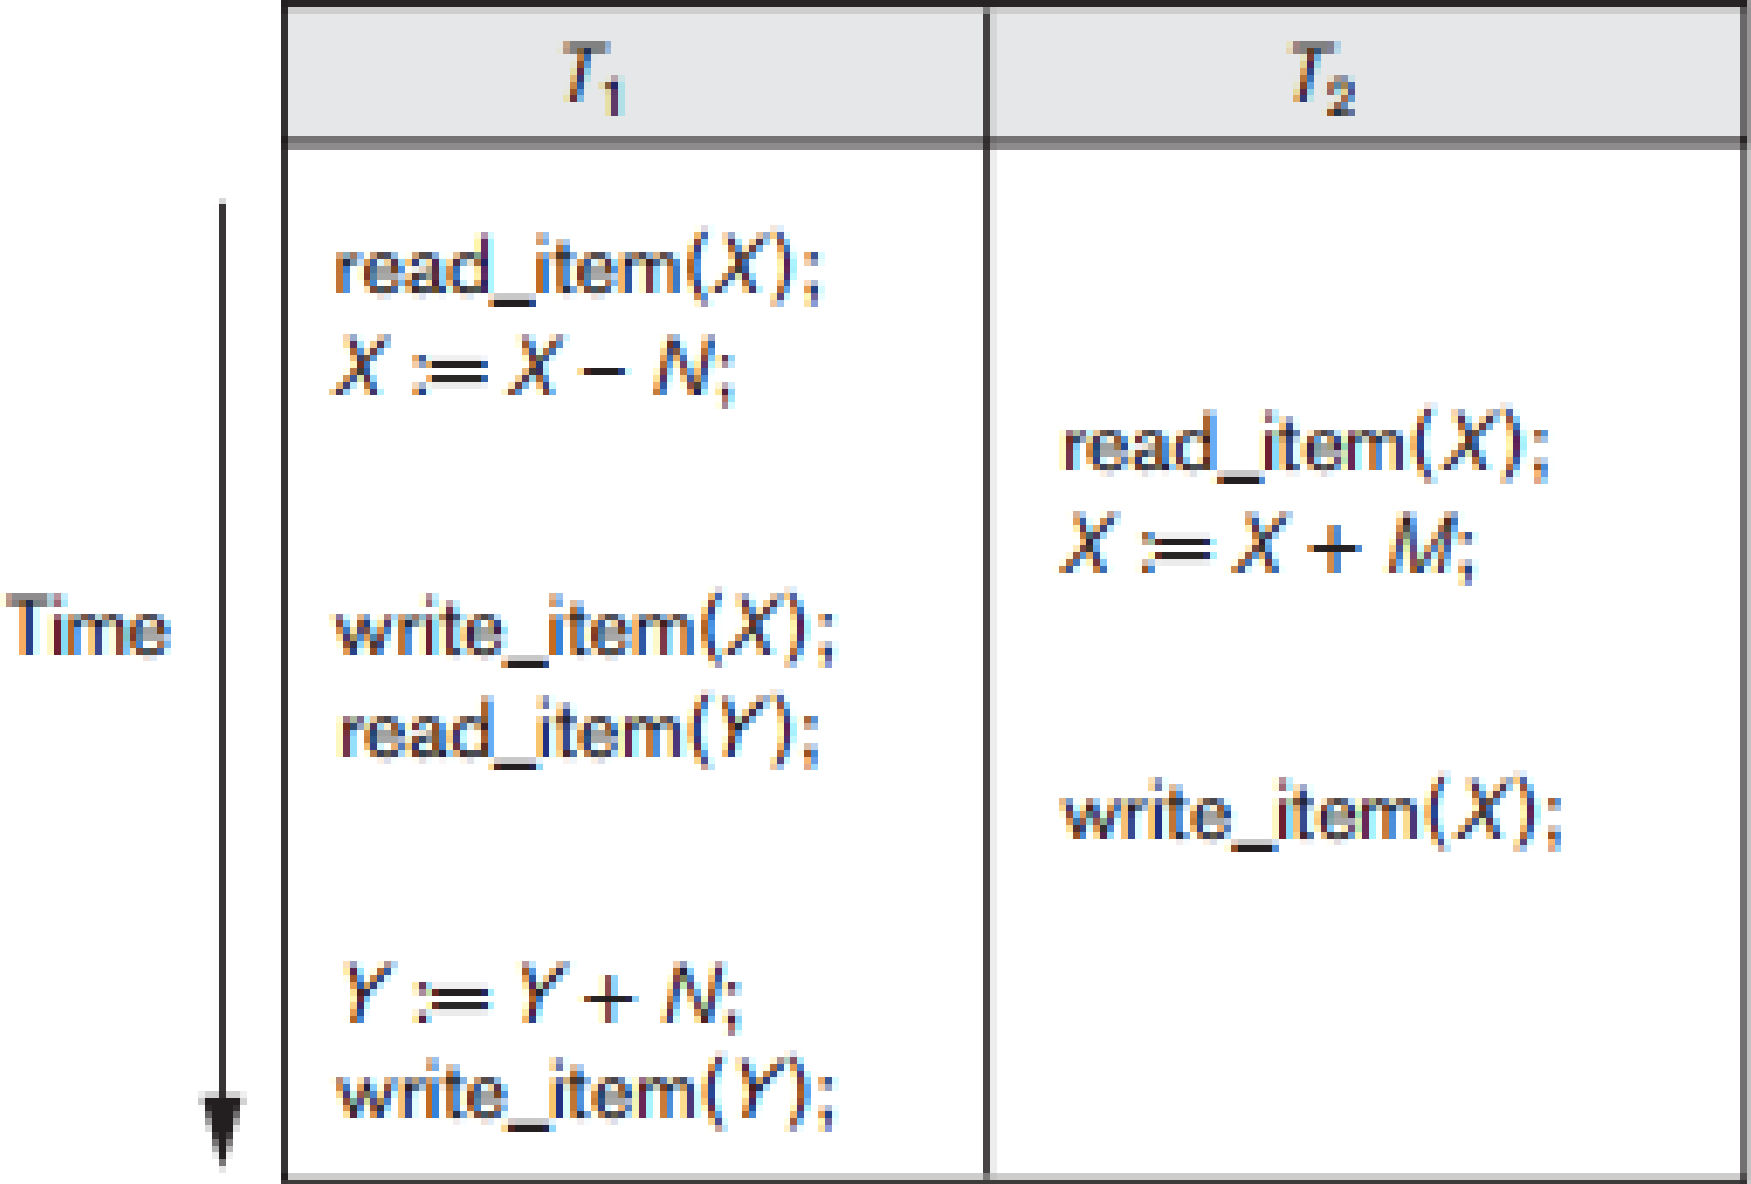 T₁ T₂
read_item(X);
X := X – N;
read_item(X);
X := X + M;
Time
write_item(X);
read_item(Y);
write_item(X);
Y := Y + N;
write_item(Y);